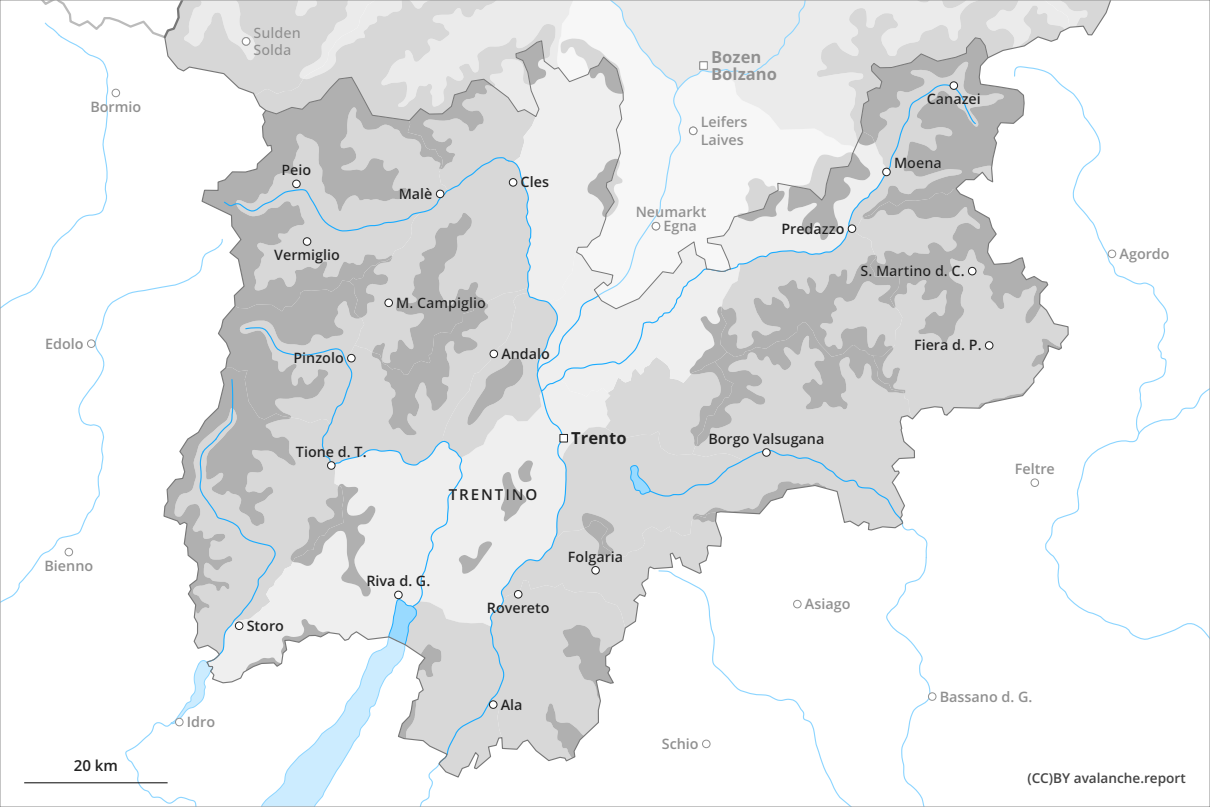 Sulden
Solda
Bozen
Bolzano
Bormio
Canazei
Leifers
Laives
Moena
Peio
Malè
Cles
Neumarkt
Egna
Predazzo
Vermiglio
Agordo
S. Martino d. C.
M. Campiglio
Edolo
Pinzolo
Andalo
Fiera d. P.
Trento
Borgo Valsugana
Tione d. T.
Feltre
TRENTINO
Bienno
Folgaria
Riva d. G.
Rovereto
Asiago
Storo
Bassano d. G.
Ala
Idro
Schio
20 km
(CC)BY avalanche.report